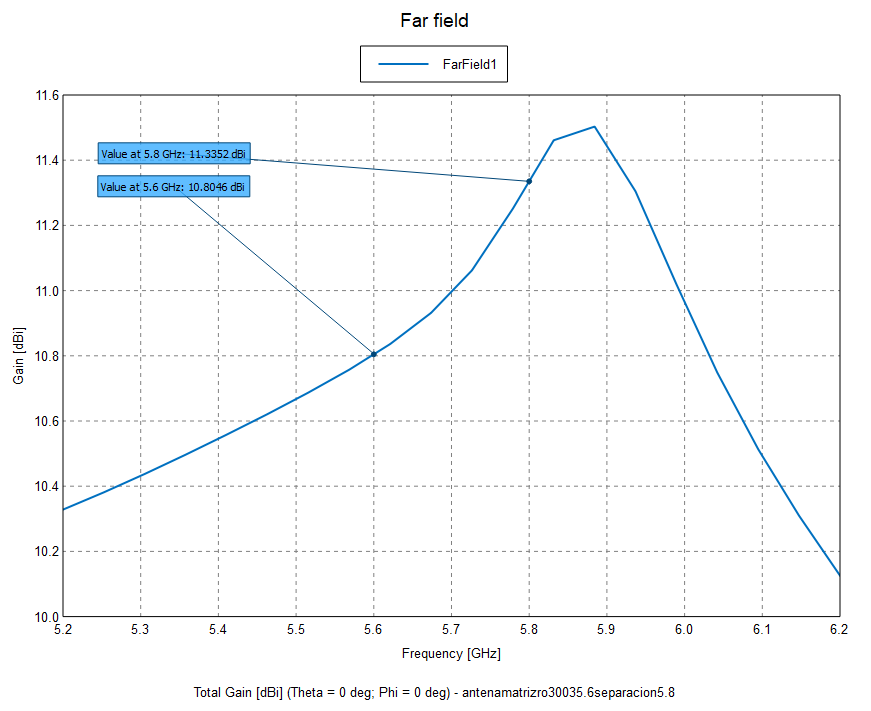 Far field
FarField1
11.6
11.4
11.2
11.0
10.8
10.6
10.4
10.2
10.0
Gain [dBi]
Value at 5.8 GHz: 11.3352 dBi
Value at 5.6 GHz: 10.8046 dBi
5.2 5.3 5.4 5.5 5.6 5.7 5.8 5.9 6.0 6.1 6.2
Frequency [GHz]
Total Gain [dBi] (Theta = 0 deg; Phi = 0 deg) - antenamatrizro30035.6separacion5.8